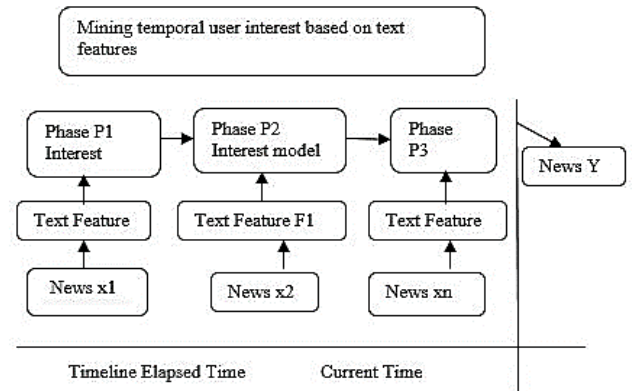 Mining temporal user interest based on text
features
Phase P1
Interest
Phase P2
Interest model
Phase
P3
News Y
Text Feature
Text Feature F1
Text Feature
News x1
News x2
News xn
Timeline Elapsed Time
Current Time